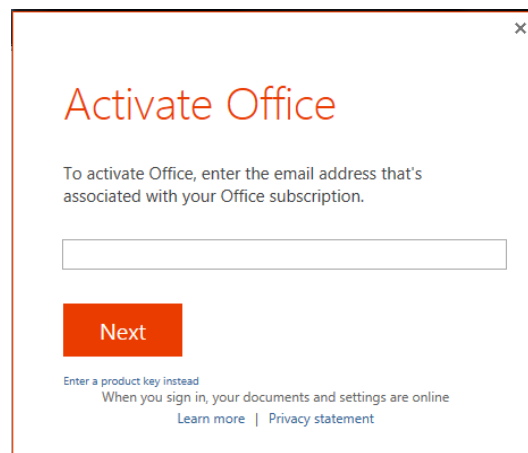 Activate Office
To activate Office, enter the email address that's
associated with your Office subscription.
Next
Enter a product key instead
When you sign in, your documents and settings are online
Learn more | Privacy statement